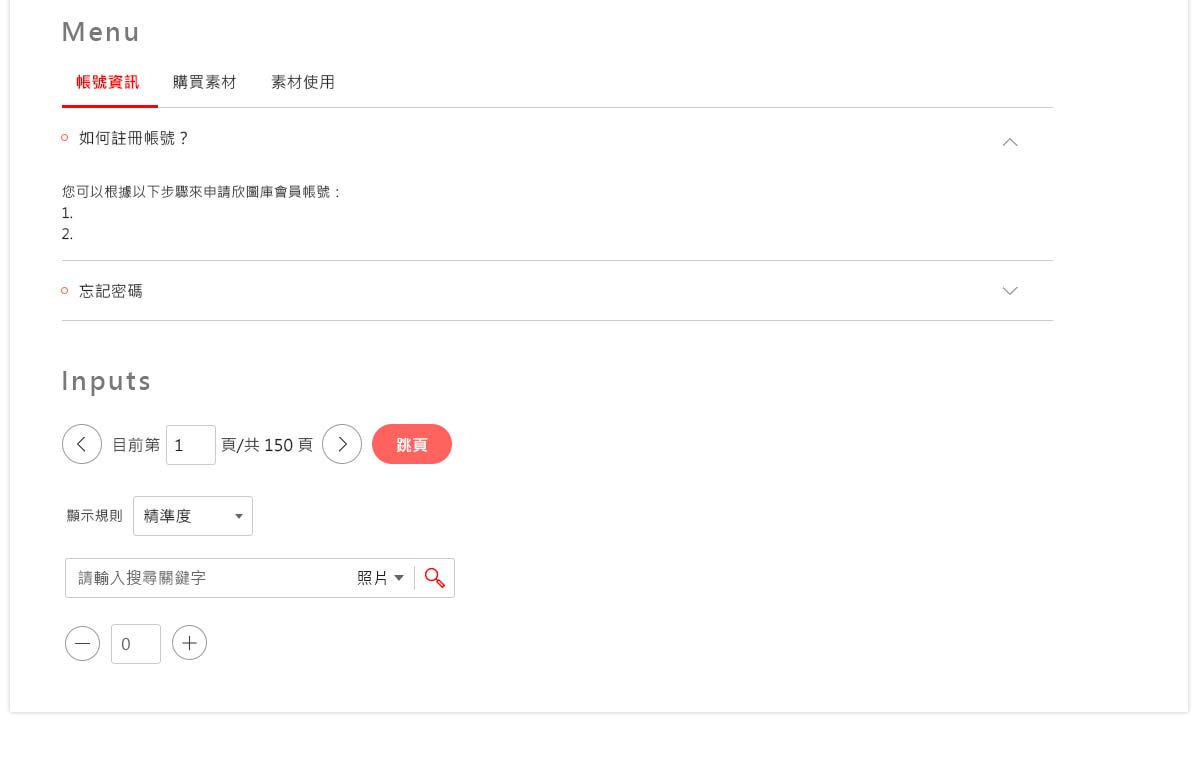 Menu
帳號資訊 購買素材 素材使用
如何註冊帳號？
您可以根據以下步驟來申請欣圖庫會員帳號：
1.
2.
忘記密碼
Inputs
目前第 1 頁/共 150 頁 跳頁
顯示規則 精準度
請輸入搜尋關鍵字 照片
0